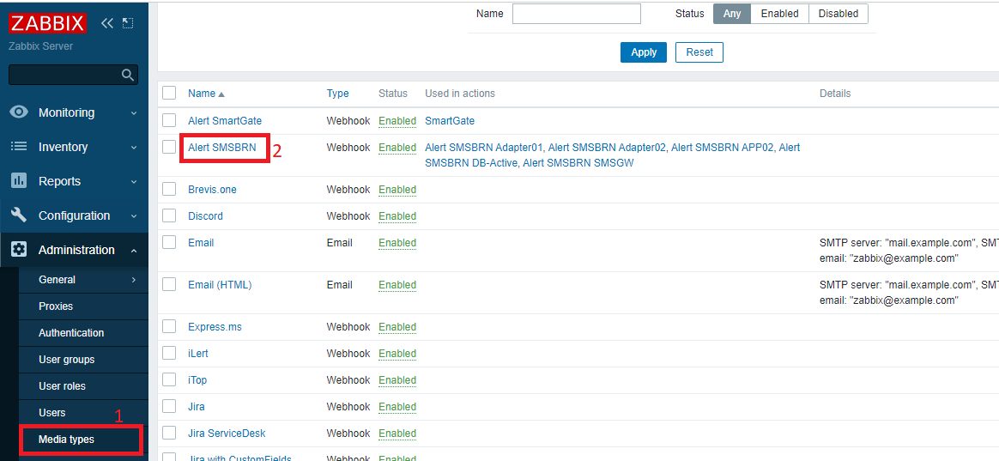 ZABBIX
Zabbix Server
Monitoring
Inventory
Reports
Configuration
Administration
General
Proxies
Authentication
User groups
User roles
Users
1
Media types
Name Status Any Enabled Disabled
Apply Reset
Name Type Status Used in actions Details
Alert SmartGate Webhook Enabled SmartGate
Alert SMSBRN 2 Webhook Enabled Alert SMSBRN Adapter01, Alert SMSBRN Adapter02, Alert SMSBRN APP02, Alert
SMSBRN DB-Active, Alert SMSBRN SMSGW
Brevis.one Webhook Enabled
Discord Webhook Enabled
Email Email Enabled SMTP server: "mail.example.com", SMT
email: "zabbix@example.com"
Email (HTML) Email Enabled SMTP server: "mail.example.com", SMT
email: "zabbix@example.com"
Express.ms Webhook Enabled
iLert Webhook Enabled
iTop Webhook Enabled
Jira Webhook Enabled
Jira ServiceDesk Webhook Enabled
Jira with CustomFields Webhook Enabled